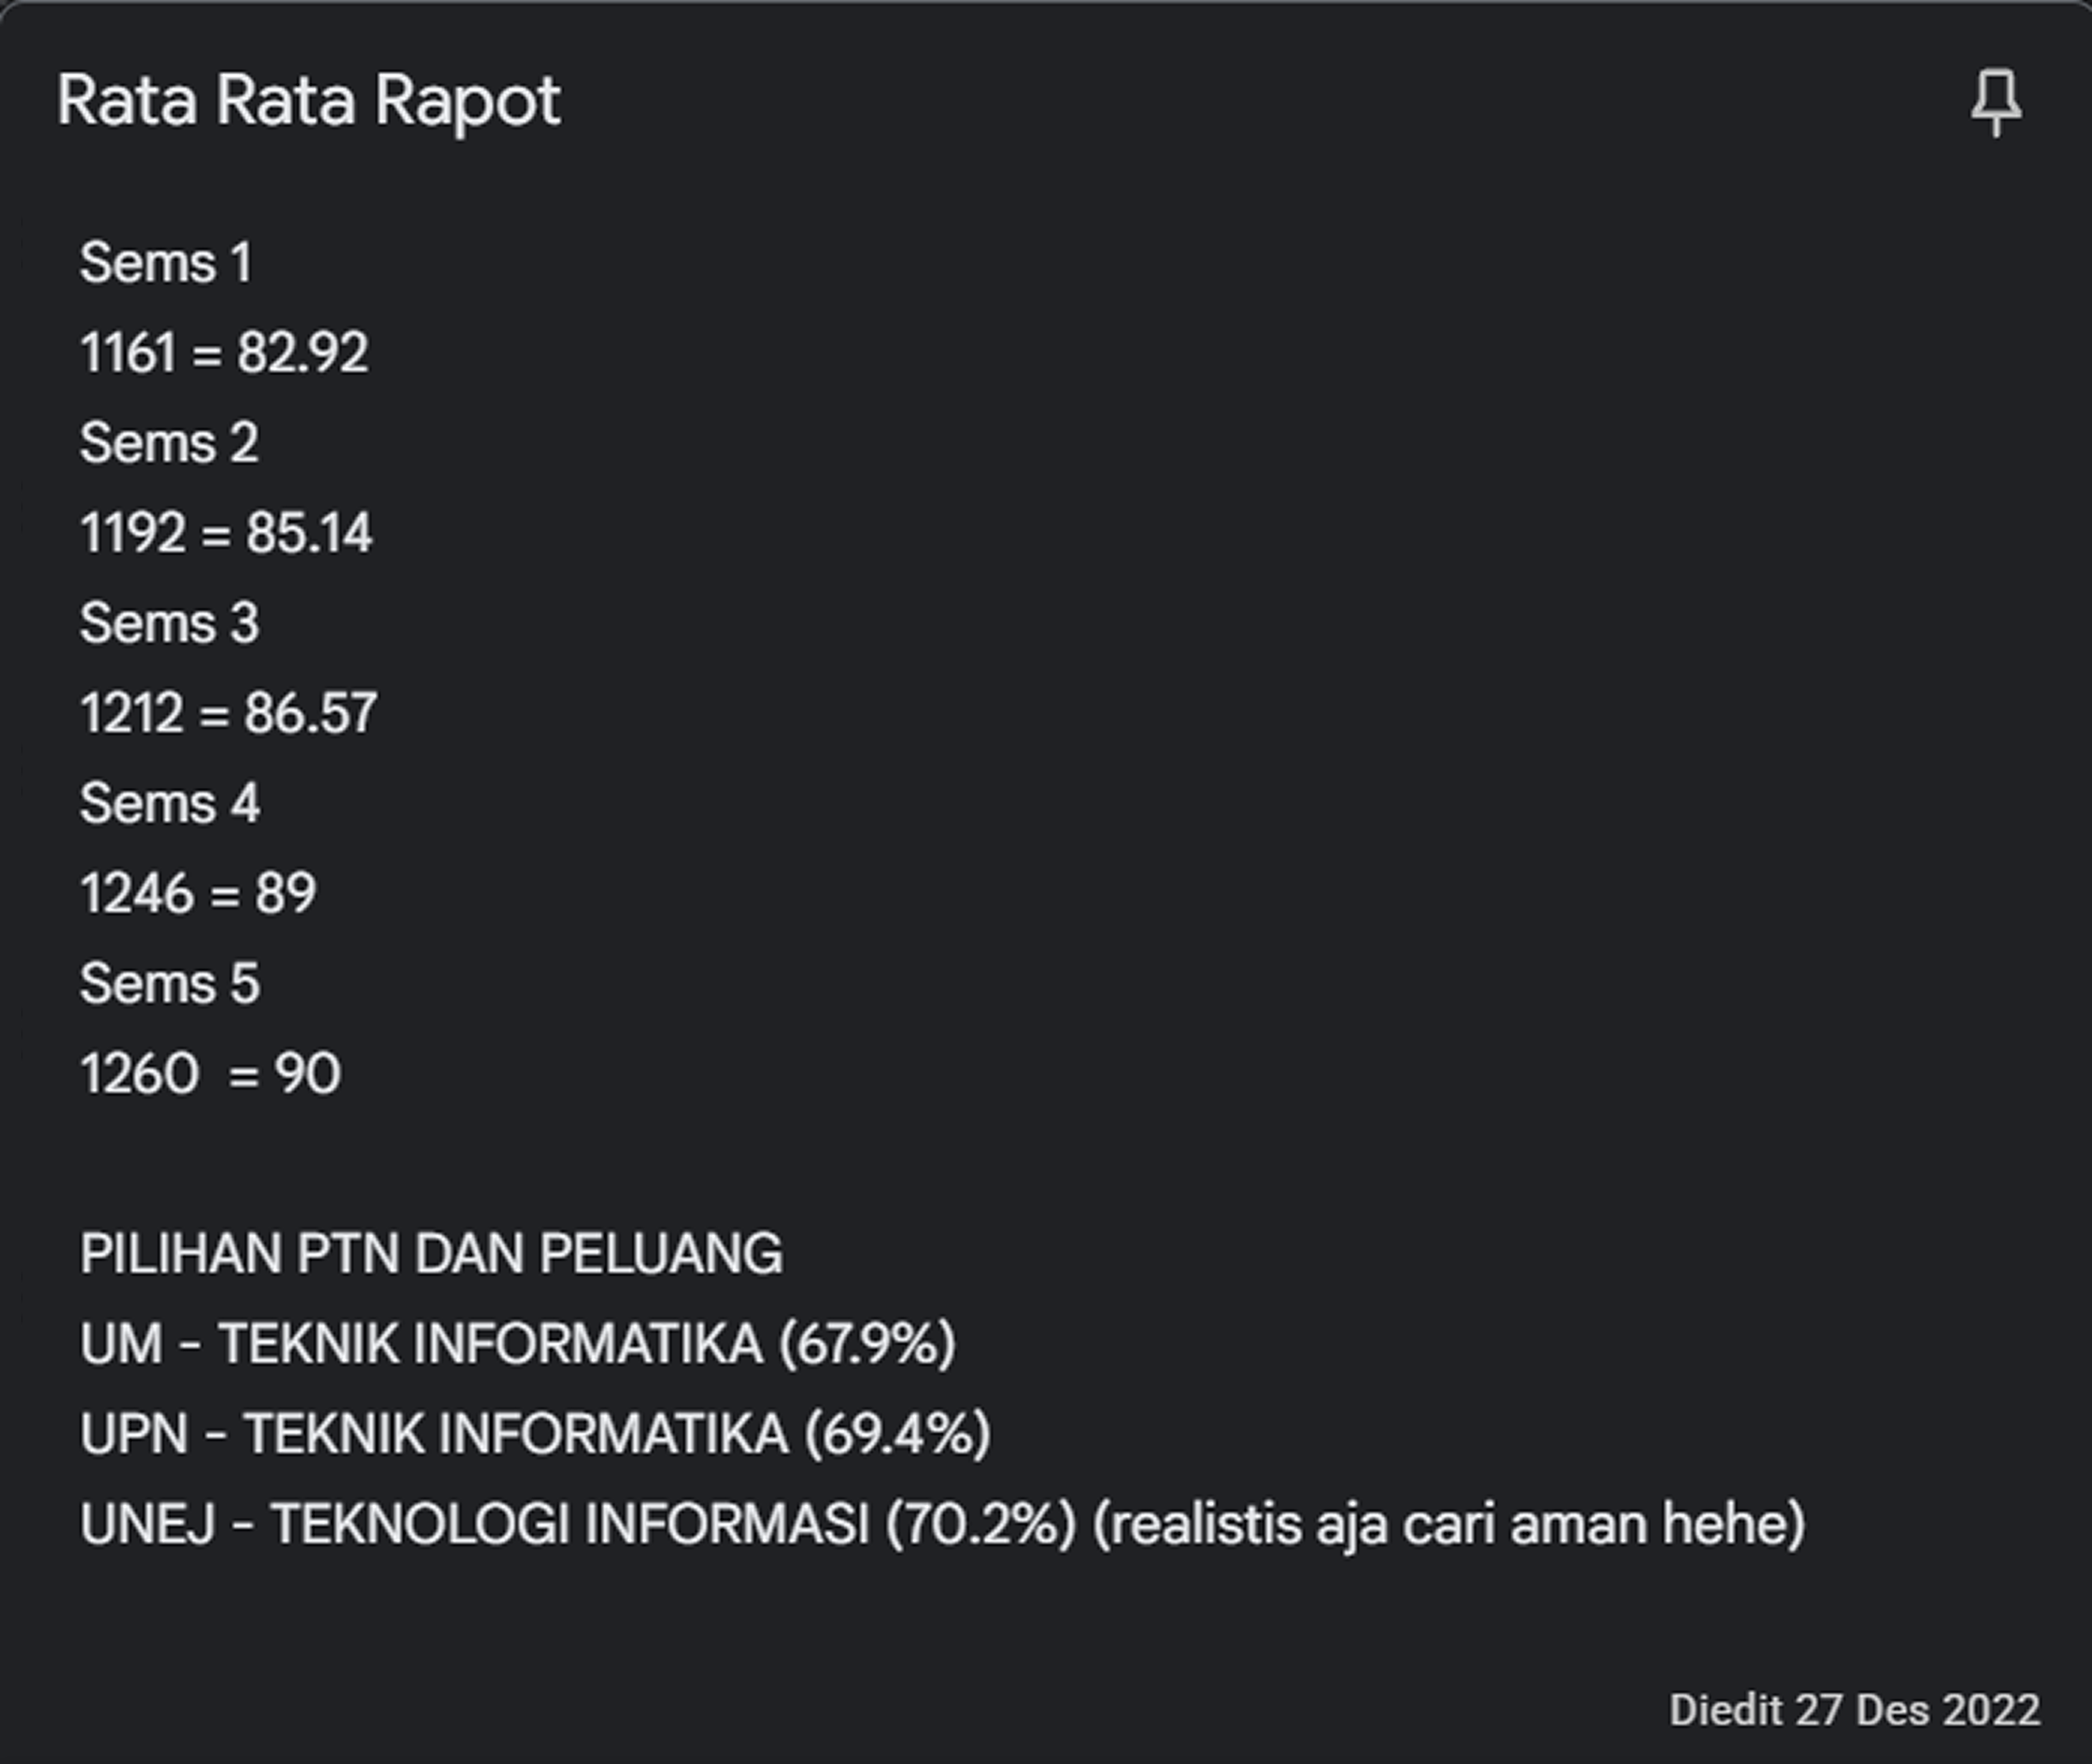 Rata Rata Rapot
Sems 1
1161 = 82.92
Sems 2
1192 = 85.14
Sems 3
1212 = 86.57
Sems 4
1246 = 89
Sems 5
1260  = 90
PILIHAN PTN DAN PELUANG
UM - TEKNIK INFORMATIKA (67.9%)
UPN - TEKNIK INFORMATIKA (69.4%)
UNEJ - TEKNOLOGI INFORMASI (70.2%) (realistis aja cari aman hehe)
Diedit 27 Des 2022